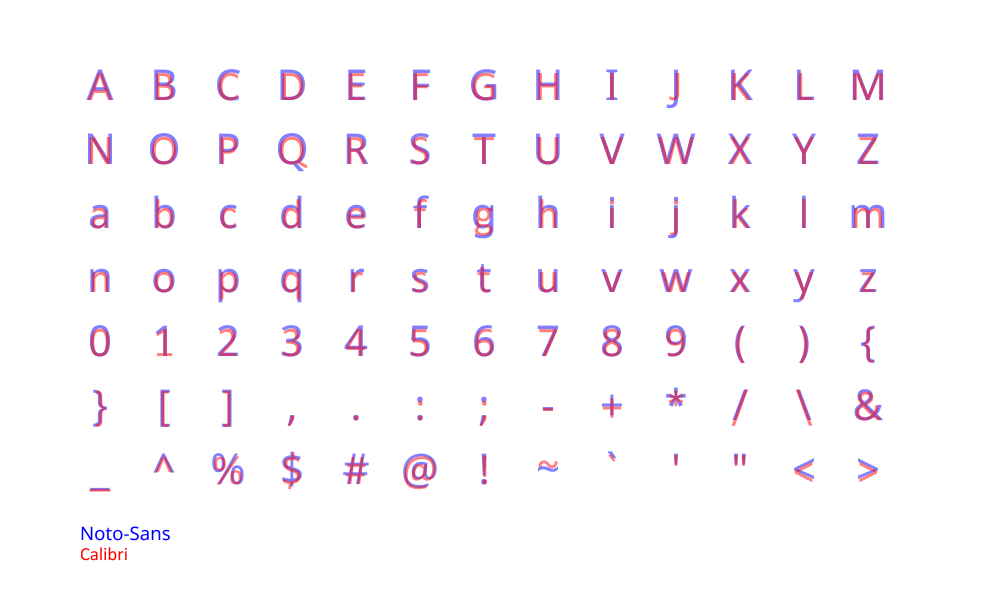 A B C D E F G H I J K L M
N O P Q R S T U V W X Y Z
a b c d e f g h i j k l m
n o p q r s t u v w x y z
0 1 2 3 4 5 6 7 8 9 ( ) {
} [ ] , . : ; - + * / \ &
_ ^ % $ # @ ! ~ ` ' " < >
Noto-Sans
Calibri